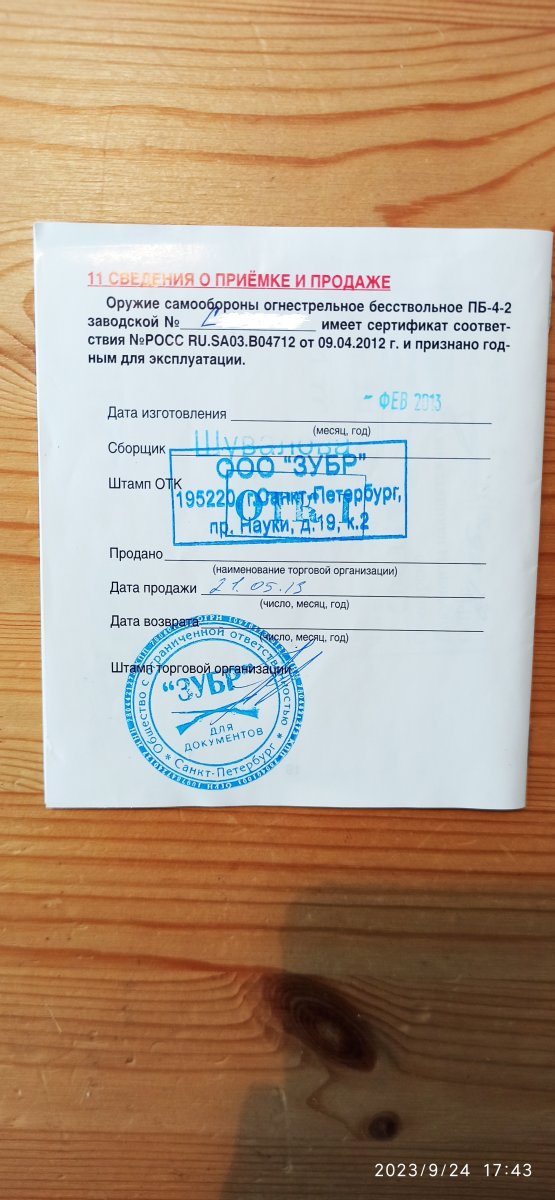 11 СВЕДЕНИЯ О ПРИЁМКЕ И ПРОДАЖЕ
Оружие самообороны огнестрельное бесствольное ПБ-4-2
заводской № С имеет сертификат соответ-
ствия №РОСС RU.SA03.B04712 от 09.04.2012 г. и признано год-
ным для эксплуатации.
Дата изготовления - ФЕВ 2013
(месяц, год)
Сборщик Шувалова
ООО "ЗУБР"
Штамп ОТК
195220, г.Санкт-Петербург,
пр. Науки, д.19, к.2
Продано
(наименование торговой организации)
Дата продажи 21.05.13
(число, месяц, год)
Дата возврата
(число, месяц, год)
Штамп торговой организации
Общество с ограниченной ответственностью
"ЗУБР"
ДЛЯ
ДОКУМЕНТОВ
* Санкт-Петербург *
2023/9/24 17:43